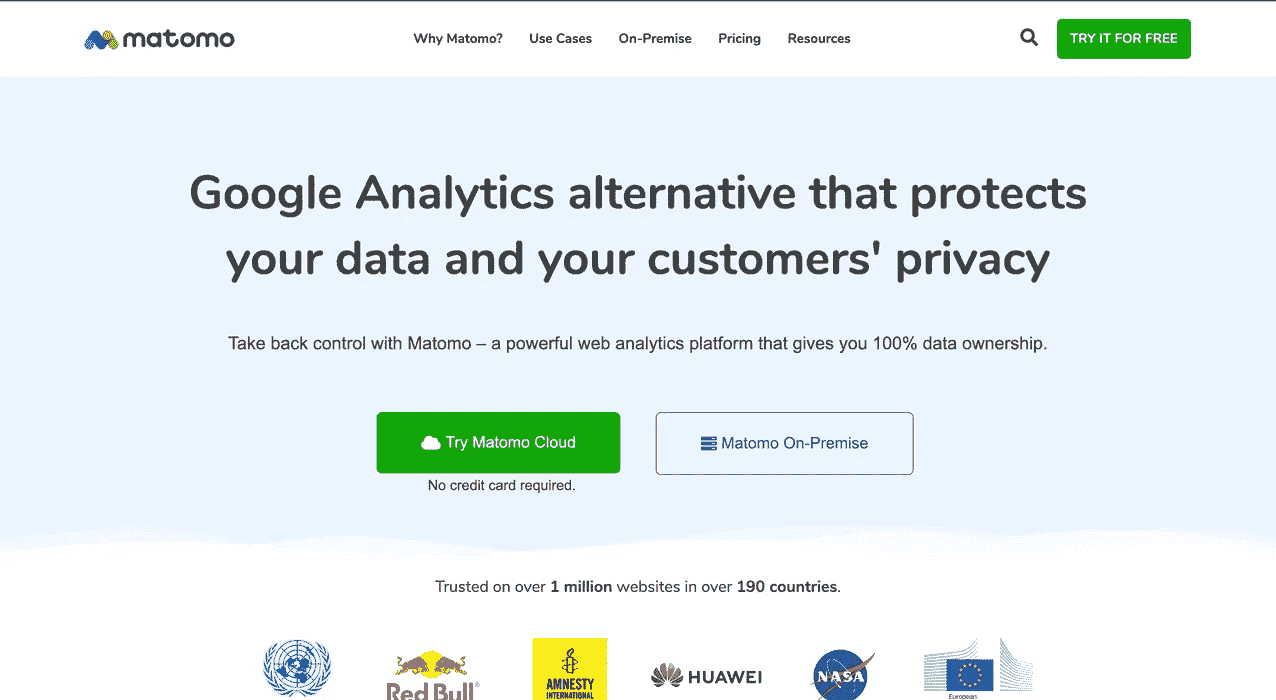 matomo
Why Matomo? Use Cases On-Premise Pricing Resources
TRY IT FOR FREE
Google Analytics alternative that protects
your data and your customers' privacy
Take back control with Matomo – a powerful web analytics platform that gives you 100% data ownership.
Try Matomo Cloud
Matomo On-Premise
No credit card required.
Trusted on over 1 million websites in over 190 countries.
Red Bull®
AMNESTY
INTERNATIONAL
HUAWEI
NASA
European